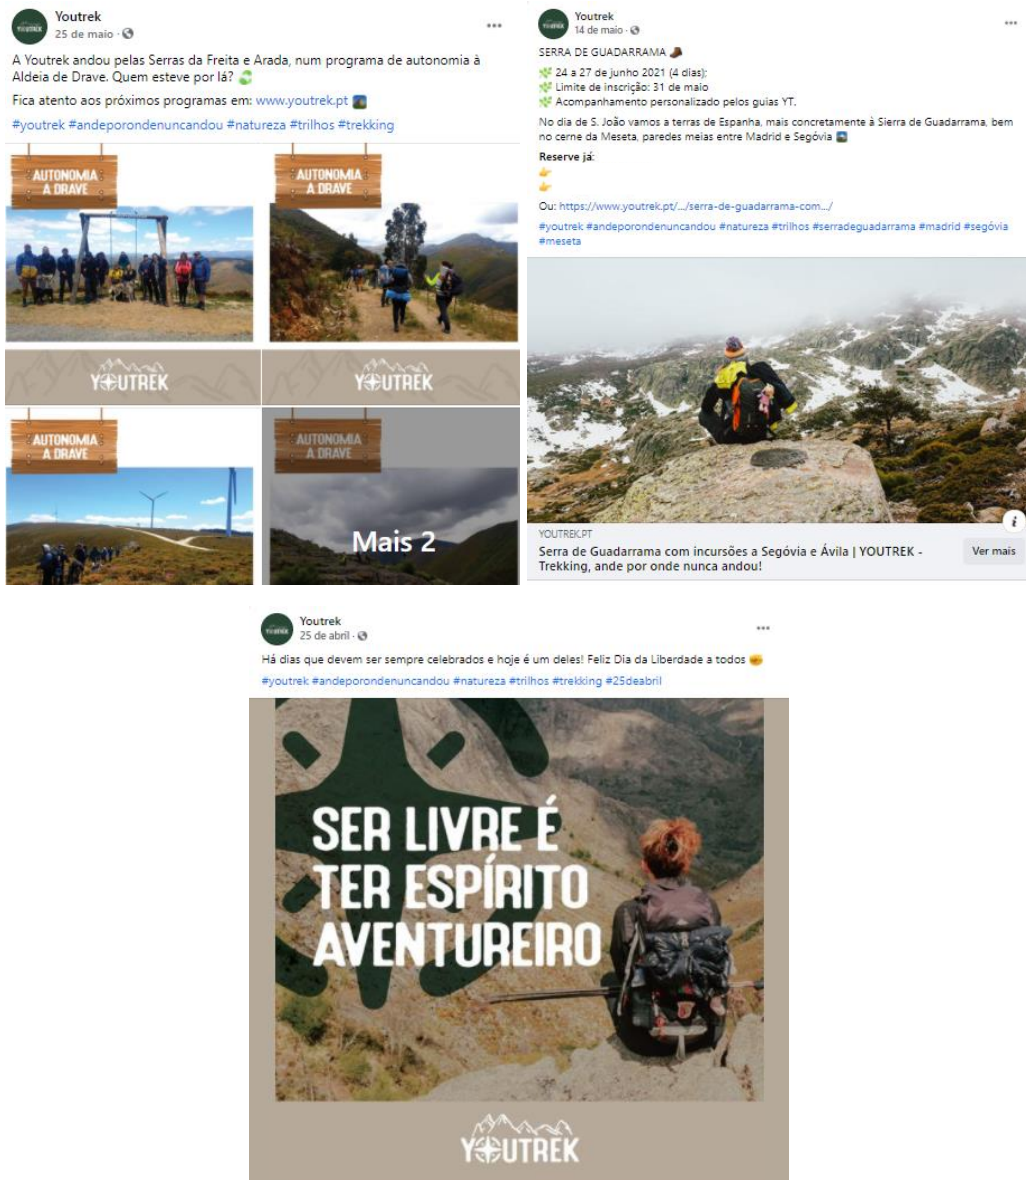 Youtrek
25 de maio
A Youtrek andou pelas Serras da Freita e Arada, num programa de autonomia à
Aldeia de Drave. Quem esteve por lá?
Fica atento aos próximos programas em: www.youtrek.pt
#youtrek #andeporondenuncandou #natureza #trilhos #trekking
AUTONOMIA
A DRAVE
YOUTREK
AUTONOMIA
A DRAVE
YOUTREK
AUTONOMIA
A DRAVE
AUTONOMIA
A DRAVE
Mais 2
Youtrek
14 de maio
SERRA DE GUADARRAMA
24 a 27 de junho 2021 (4 dias);
Limite de inscrição: 31 de maio
Acompanhamento personalizado pelos guias YT.
No dia de S. João vamos a terras de Espanha, mais concretamente à Sierra de Guadarrama, bem
no cerne da Meseta, paredes meias entre Madrid e Segóvia
Reserve já:
Ou: https://www.youtrek.pt/.../serra-de-guadarrama-com.../
#youtrek #andeporondenuncandou #natureza #trilhos #serradeguadarrama #madrid #segóvia
#meseta
YOUTREK.PT
Serra de Guadarrama com incursões a Segóvia e Ávila | YOUTREK -
Trekking, ande por onde nunca andou!
Ver mais
Youtrek
25 de abril
Há dias que devem ser sempre celebrados e hoje é um deles! Feliz Dia da Liberdade a todos
#youtrek #andeporondenuncandou #natureza #trilhos #trekking #25deabril
SER LIVRE É
TER ESPÍRITO
AVENTUREIRO
YOUTREK